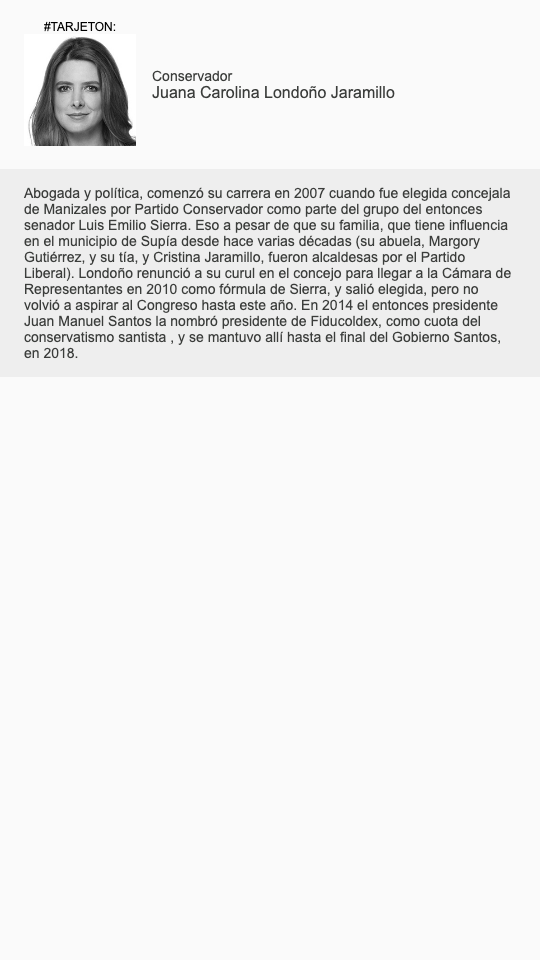 #TARJETON:
Conservador
Juana Carolina Londoño Jaramillo
Abogada y política, comenzó su carrera en 2007 cuando fue elegida concejala
de Manizales por Partido Conservador como parte del grupo del entonces
senador Luis Emilio Sierra. Eso a pesar de que su familia, que tiene influencia
en el municipio de Supía desde hace varias décadas (su abuela, Margory
Gutiérrez, y su tía, y Cristina Jaramillo, fueron alcaldesas por el Partido
Liberal). Londoño renunció a su curul en el concejo para llegar a la Cámara de
Representantes en 2010 como fórmula de Sierra, y salió elegida, pero no
volvió a aspirar al Congreso hasta este año. En 2014 el entonces presidente
Juan Manuel Santos la nombró presidente de Fiducoldex, como cuota del
conservatismo santista , y se mantuvo allí hasta el final del Gobierno Santos,
en 2018.